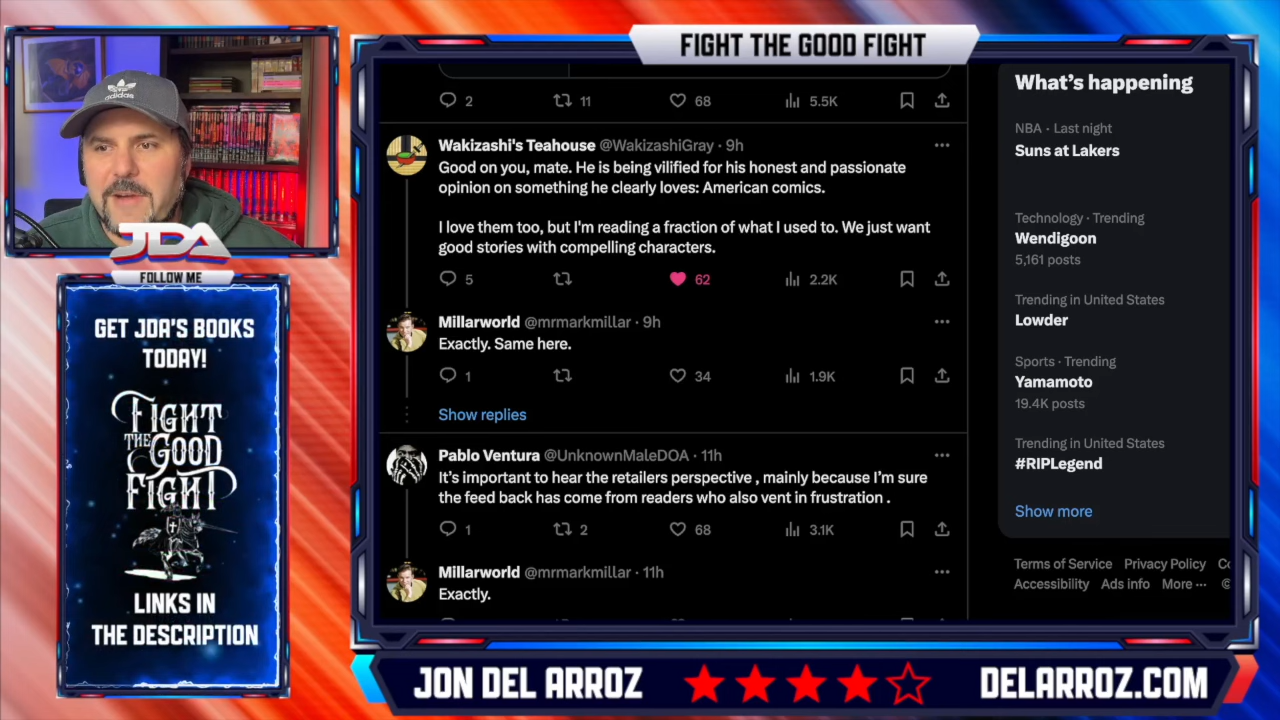 FIGHT THE GOOD FIGHT
adidas
JDA
FOLLOW ME
GET JDA'S BOOKS
TODAY!
FIGHT
THE GOOD
FIGHT
LINKS IN
THE DESCRIPTION
2
11
68
5.5K
Wakizashi's Teahouse @WakizashiGray · 9h
Good on you, mate. He is being vilified for his honest and passionate
opinion on something he clearly loves: American comics.
I love them too, but I'm reading a fraction of what I used to. We just want
good stories with compelling characters.
5
62
2.2K
Millarworld @mrmarkmillar · 9h
Exactly. Same here.
1
34
1.9K
Show replies
Pablo Ventura @UnknownMaleDOA · 11h
It's important to hear the retailers perspective , mainly because I'm sure
the feed back has come from readers who also vent in frustration .
1
2
68
3.1K
Millarworld @mrmarkmillar · 11h
Exactly.
What's happening
NBA · Last night
Suns at Lakers
Technology · Trending
Wendigoon
5,161 posts
Trending in United States
Lowder
Sports · Trending
Yamamoto
19.4K posts
Trending in United States
#RIPLegend
Show more
Terms of Service Privacy Policy
Accessibility Ads info More ··· ©
JON DEL ARROZ
DELARROZ.COM